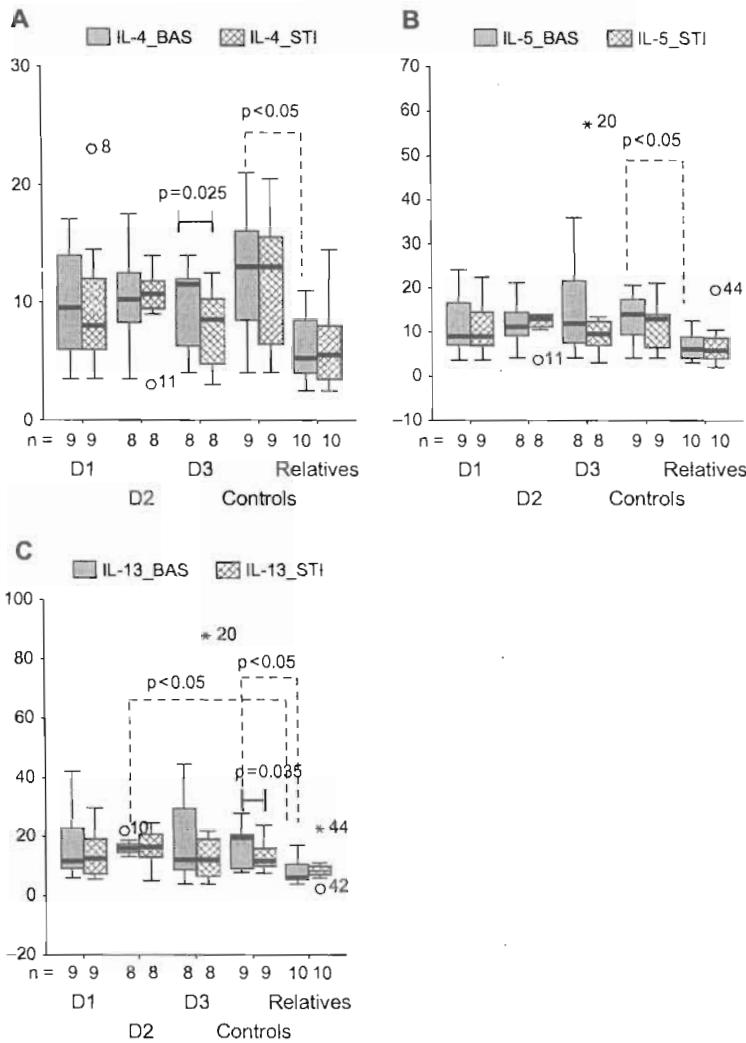 A
IL-4_BAS IL-4_STI
30
20
10
0
8
11
p=0.025
p<0.05
n = 9 9 8 8 8 8 9 9 10 10
D1 D3 Relatives
D2 Controls
B
IL-5_BAS IL-5_STI
70
60
50
40
30
20
10
0
−10
* 20
p<0.05
44
11
n = 9 9 8 8 8 8 9 9 10 10
D1 D3 Relatives
D2 Controls
C
IL-13_BAS IL-13_STI
100
80
60
40
20
0
−20
* 20
p<0.05
p<0.05
p=0.035
10
* 44
42
n = 9 9 8 8 8 8 9 9 10 10
D1 D3 Relatives
D2 Controls